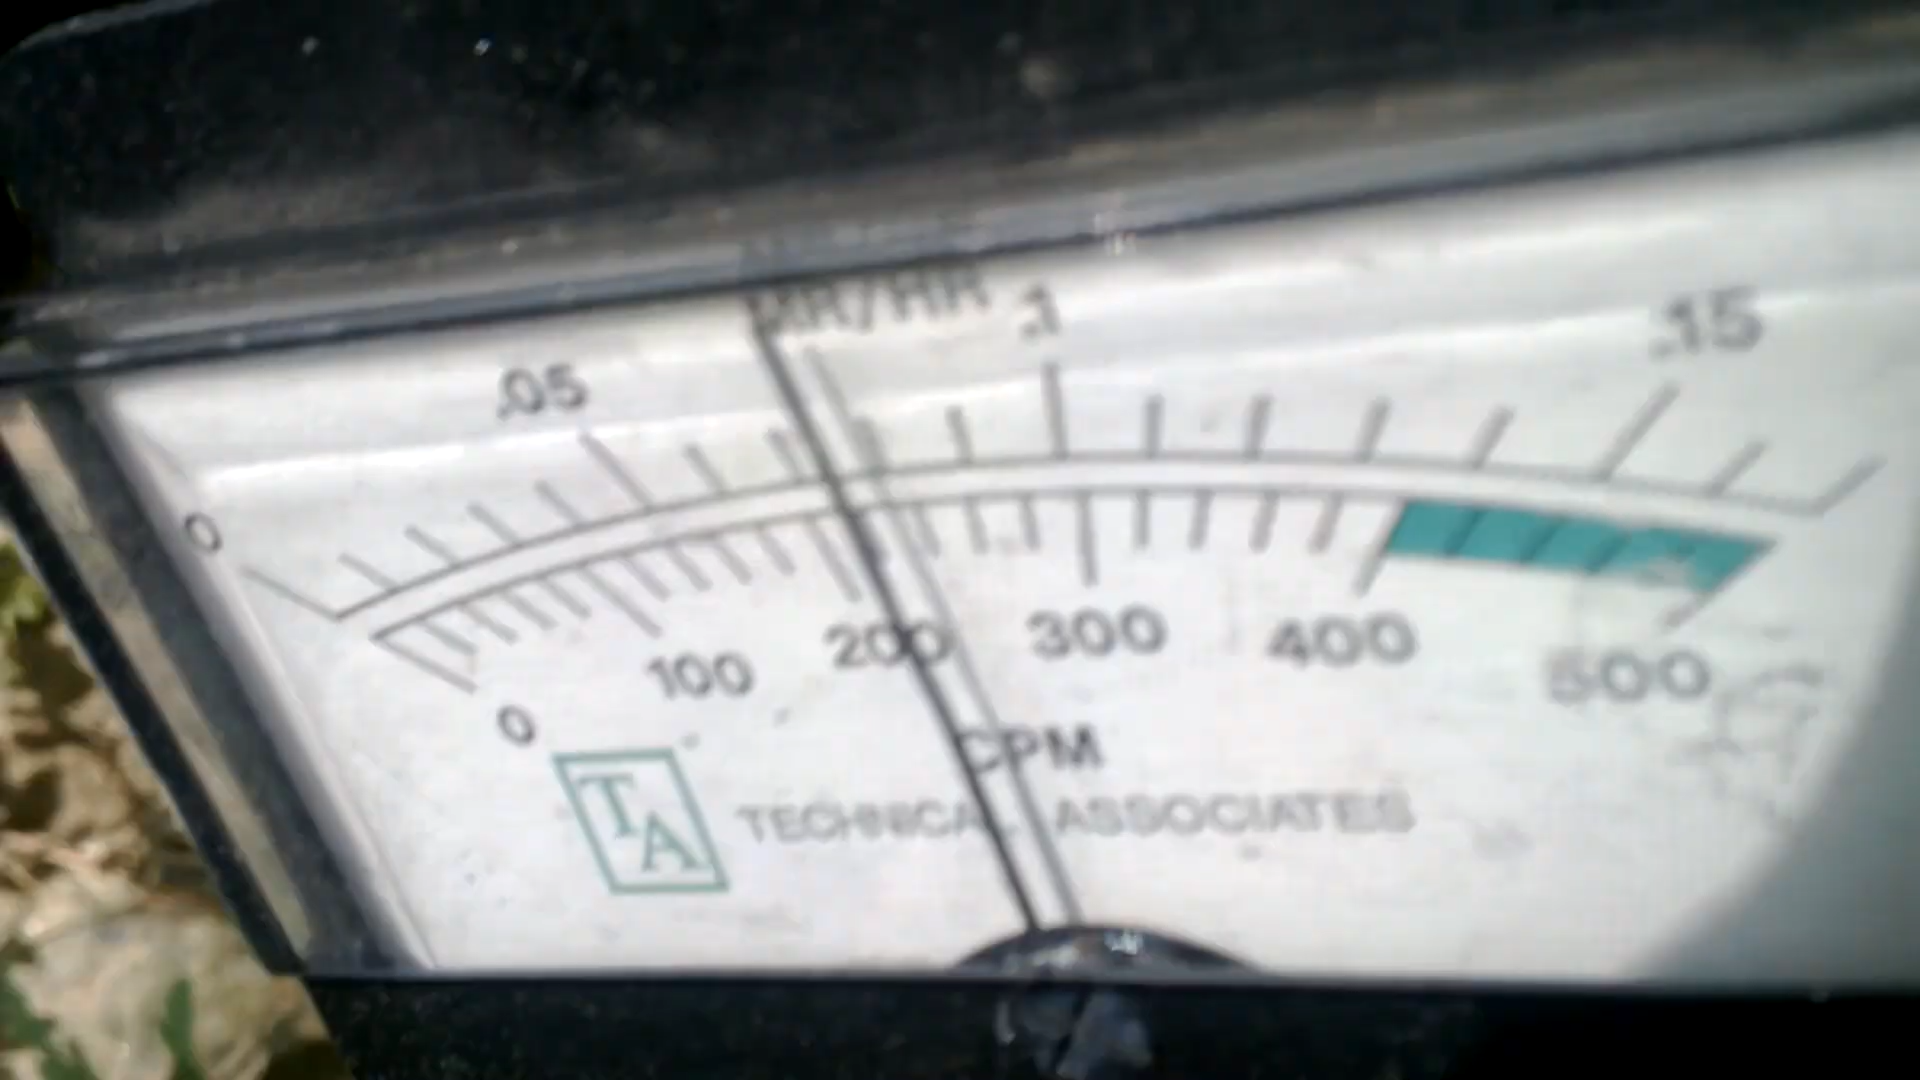 MR/HR
0 .05 .1 .15
0 100 200 300 400 500
CPM
TA TECHNICAL ASSOCIATES